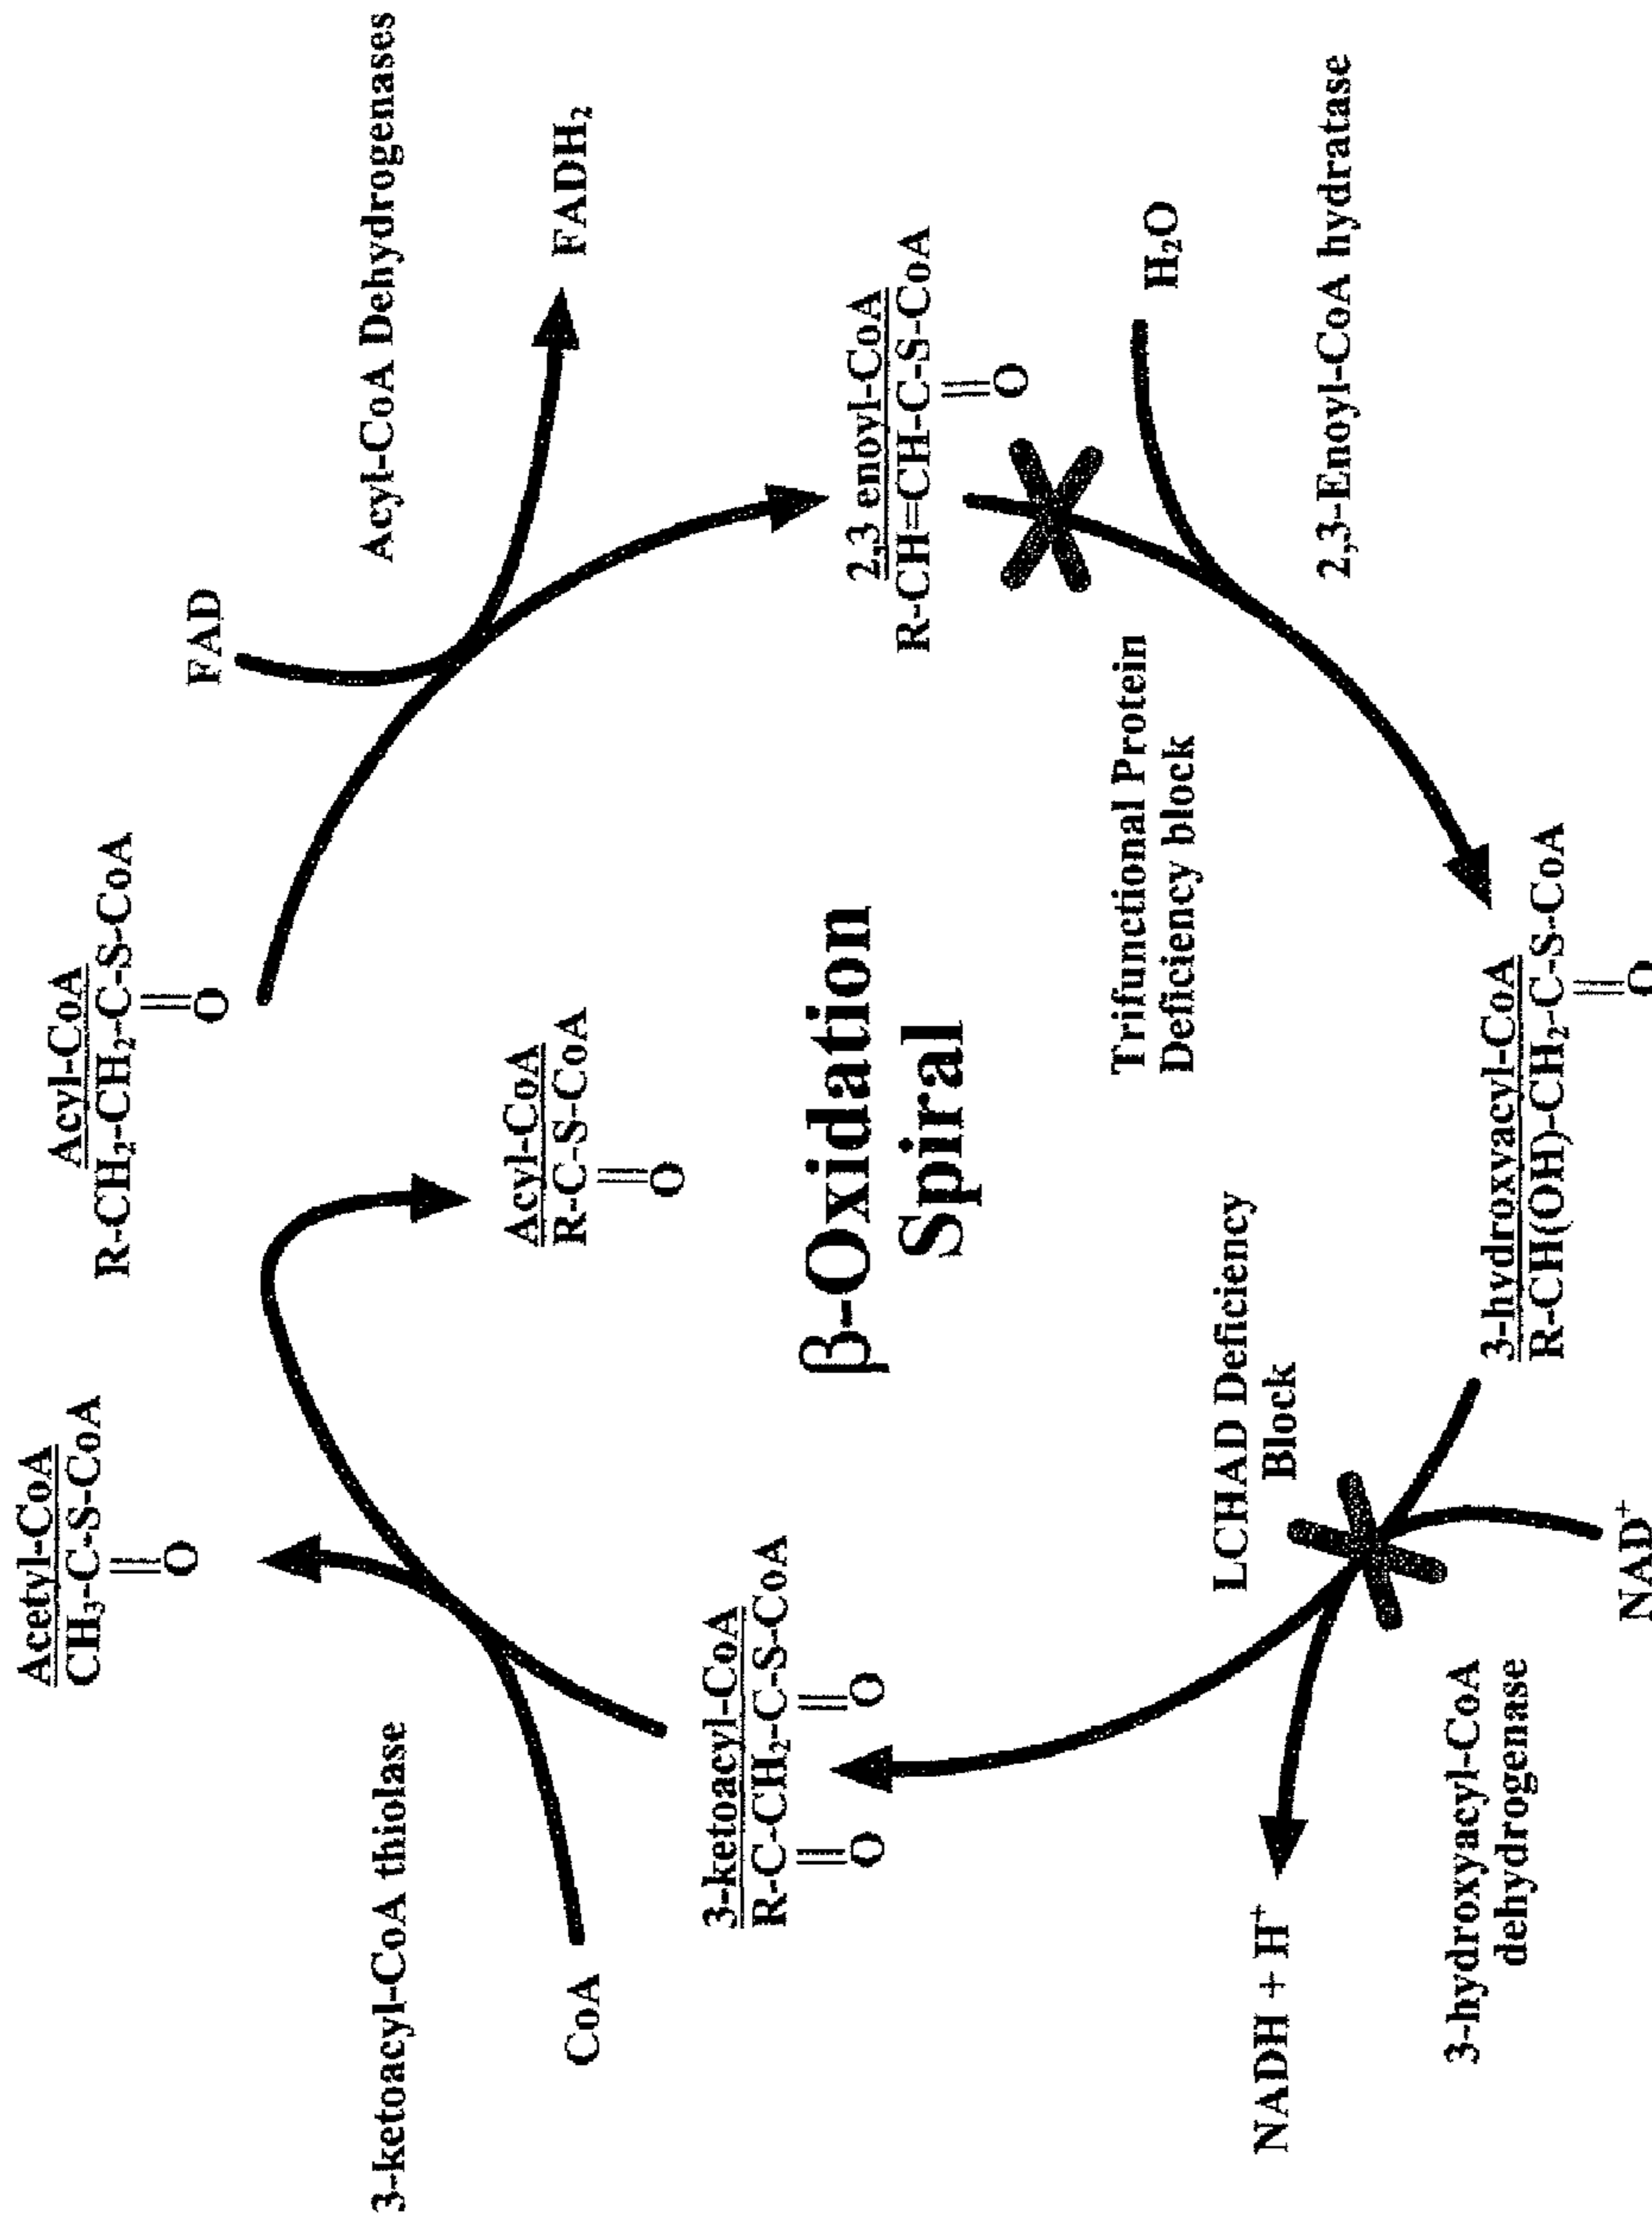 Acetyl-CoA
CH₃-C-S-CoA
O
Acyl-CoA
R-CH₂-CH₂-C-S-CoA
O
FAD
Acyl-CoA Dehydrogenases
FADH₂
3-ketoacyl-CoA thiolase
CoA
Acyl-CoA
R-C-S-CoA
O
3-ketoacyl-CoA
R-C-CH₂-C-S-CoA
O O
β-Oxidation
Spiral
2,3 enoyl-CoA
R-CH=CH-C-S-CoA
O
Trifunctional Protein
Deficiency block
H₂O
2,3-Enoyl-CoA hydratase
LCHAD Deficiency
Block
NADH + H⁺
3-hydroxyacyl-CoA
dehydrogenase
NAD⁺
3-hydroxyacyl-CoA
R-CH(OH)-CH₂-C-S-CoA
O